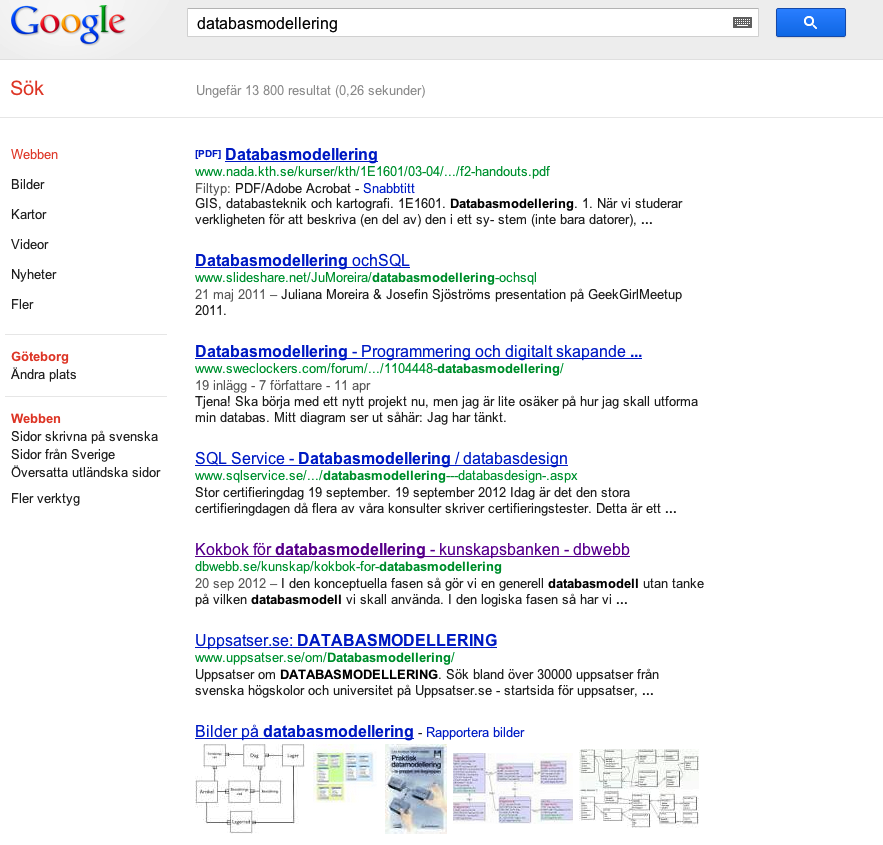 Google
databasmodellering
Sök
Ungefär 13 800 resultat (0,26 sekunder)
Webben
Bilder
Kartor
Videor
Nyheter
Fler
Göteborg
Ändra plats
Webben
Sidor skrivna på svenska
Sidor från Sverige
Översatta utländska sidor
Fler verktyg
[PDF] Databasmodellering
www.nada.kth.se/kurser/kth/1E1601/03-04/.../f2-handouts.pdf
Filtyp: PDF/Adobe Acrobat - Snabbtitt
GIS, databasteknik och kartografi. 1E1601. Databasmodellering. 1. När vi studerar
verkligheten för att beskriva (en del av) den i ett sy- stem (inte bara datorer), ...
Databasmodellering ochSQL
www.slideshare.net/JuMoreira/databasmodellering-ochsql
21 maj 2011 – Juliana Moreira & Josefin Sjöströms presentation på GeekGirlMeetup
2011.
Databasmodellering - Programmering och digitalt skapande ...
www.sweclockers.com/forum/.../1104448-databasmodellering/
19 inlägg - 7 författare - 11 apr
Tjena! Ska börja med ett nytt projekt nu, men jag är lite osäker på hur jag skall utforma
min databas. Mitt diagram ser ut såhär: Jag har tänkt.
SQL Service - Databasmodellering / databasdesign
www.sqlservice.se/.../databasmodellering---databasdesign-.aspx
Stor certifieringdag 19 september. 19 september 2012 Idag är det den stora
certifieringdagen då flera av våra konsulter skriver certifieringstester. Detta är ett ...
Kokbok för databasmodellering - kunskapsbanken - dbwebb
dbwebb.se/kunskap/kokbok-for-databasmodellering
20 sep 2012 – I den konceptuella fasen så gör vi en generell databasmodell utan tanke
på vilken databasmodell vi skall använda. I den logiska fasen så har vi ...
Uppsatser.se: DATABASMODELLERING
www.uppsatser.se/om/Databasmodellering/
Uppsatser om DATABASMODELLERING. Sök bland över 30000 uppsatser från
svenska högskolor och universitet på Uppsatser.se - startsida för uppsatser, ...
Bilder på databasmodellering - Rapportera bilder
Dag
Lager
Artikel
Lagerrad
Praktisk
datamodellering